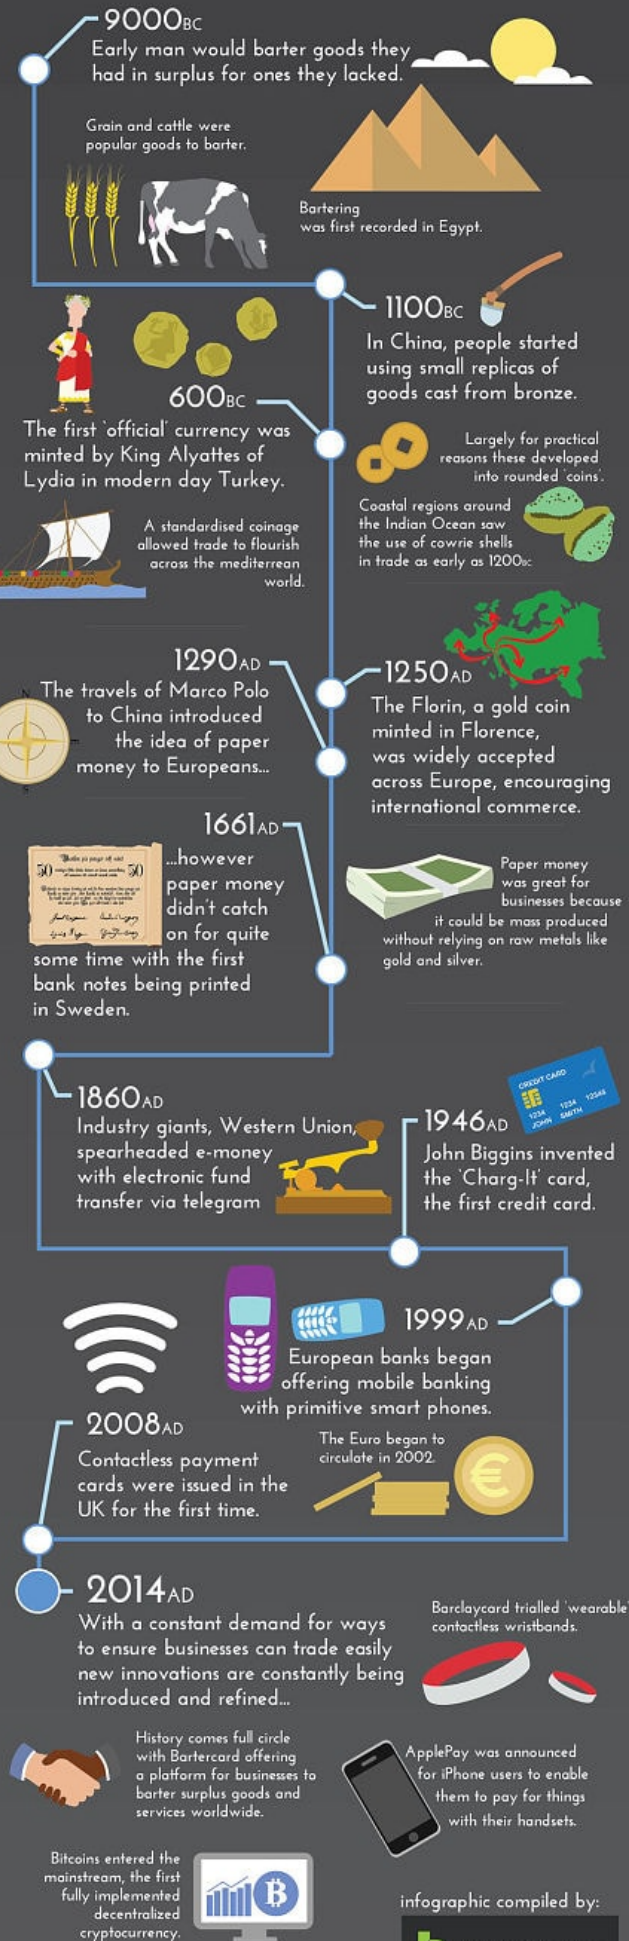 9000BC
Early man would barter goods they
had in surplus for ones they lacked.
Grain and cattle were
popular goods to barter.
Bartering
was first recorded in Egypt.
1100BC
In China, people started
using small replicas of
goods cast from bronze.
600BC
The first 'official' currency was
minted by King Alyattes of
Lydia in modern day Turkey.
Largely for practical
reasons these developed
into rounded 'coins'.
Coastal regions around
the Indian Ocean saw
the use of cowrie shells
in trade as early as 1200BC
A standardised coinage
allowed trade to flourish
across the mediterrean
world.
1250AD
The Florin, a gold coin
minted in Florence,
was widely accepted
across Europe, encouraging
international commerce.
1290AD
N
E
S
The travels of Marco Polo
to China introduced
the idea of paper
money to Europeans...
1661AD
50
50
...however
paper money
didn't catch
on for quite
some time with the first
bank notes being printed
in Sweden.
Paper money
was great for
businesses because
it could be mass produced
without relying on raw metals like
gold and silver.
1860AD
Industry giants, Western Union,
spearheaded e-money
with electronic fund
transfer via telegram
CREDIT CARD
1234 1234 12345
JOHN SMITH
1946AD
John Biggins invented
the 'Charg-It' card,
the first credit card.
1999AD
European banks began
offering mobile banking
with primitive smart phones.
The Euro began to
circulate in 2002.
€
2008AD
Contactless payment
cards were issued in the
UK for the first time.
2014AD
With a constant demand for ways
to ensure businesses can trade easily
new innovations are constantly being
introduced and refined...
Barclaycard trialled 'wearable'
contactless wristbands.
History comes full circle
with Bartercard offering
a platform for businesses to
barter surplus goods and
services worldwide.
ApplePay was announced
for iPhone users to enable
them to pay for things
with their handsets.
Bitcoins entered the
mainstream, the first
fully implemented
decentralized
cryptocurrency.
infographic compiled by: